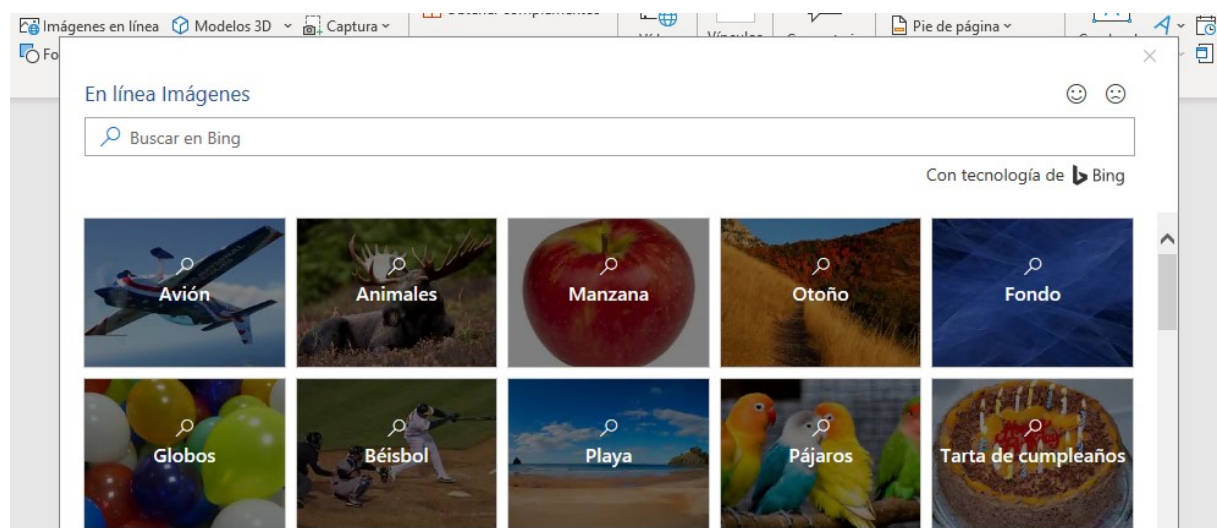 Imágenes en línea Modelos 3D Captura Pie de página
En línea Imágenes
Buscar en Bing
Con tecnología de Bing
Avión Animales Manzana Otoño Fondo
Globos Béisbol Playa Pájaros Tarta de cumpleaños